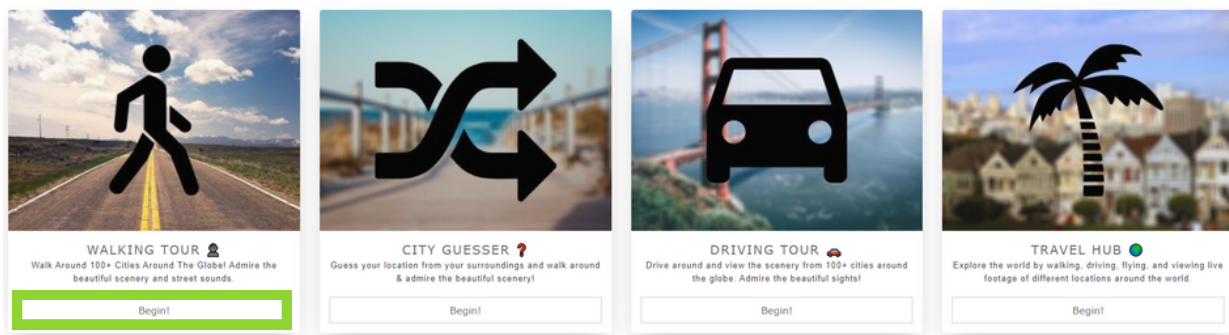 WALKING TOUR
Walk Around 100+ Cities Around The Globe! Admire the
beautiful scenery and street sounds.
Begin!
CITY GUESSER ❓
Guess your location from your surroundings and walk around
& admire the beautiful scenery!
Begin!
DRIVING TOUR 🚗
Drive around and view the scenery from 100+ cities around
the globe. Admire the beautiful sights!
Begin!
TRAVEL HUB 🌎
Explore the world by walking, driving, flying, and viewing live
footage of different locations around the world.
Begin!